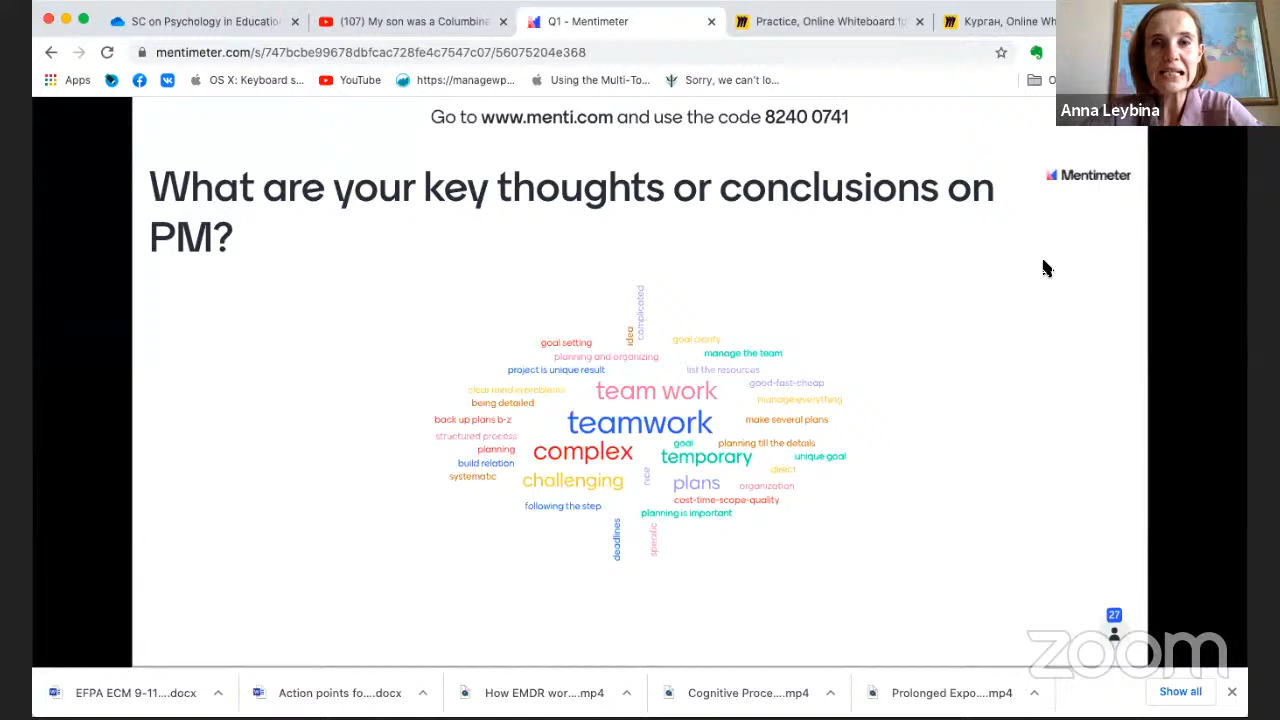 SC on Psychology in Educatio
(107) My son was a Columbine
Q1 - Mentimeter
Practice, Online Whiteboard fo
Курган, Online Wh
mentimeter.com/s/747bcbe99678dbfcac728fe4c7547c07/56075204e368
Apps
OS X: Keyboard s...
YouTube
https://managewp...
Using the Multi-To...
Sorry, we can't lo...
Anna Leybina
Go to www.menti.com and use the code 8240 0741
What are your key thoughts or conclusions on
PM?
Mentimeter
complicated
idea
goal setting
goal clarify
planning and organizing
manage the team
project is unique result
list the resources
good-fast-cheap
clear mind in problems
team work
manage everything
being detailed
back up plans b-z
teamwork
make several plans
structured process
goal
planning till the details
planning
complex
temporary
unique goal
build relation
direct
systematic
challenging
nice
plans
organization
cost-time-scope-quality
following the step
planning is important
deadlines
specific
27
zoom
EFPA ECM 9-11....docx
Action points fo....docx
How EMDR wor....mp4
Cognitive Proce....mp4
Prolonged Expo....mp4
Show all